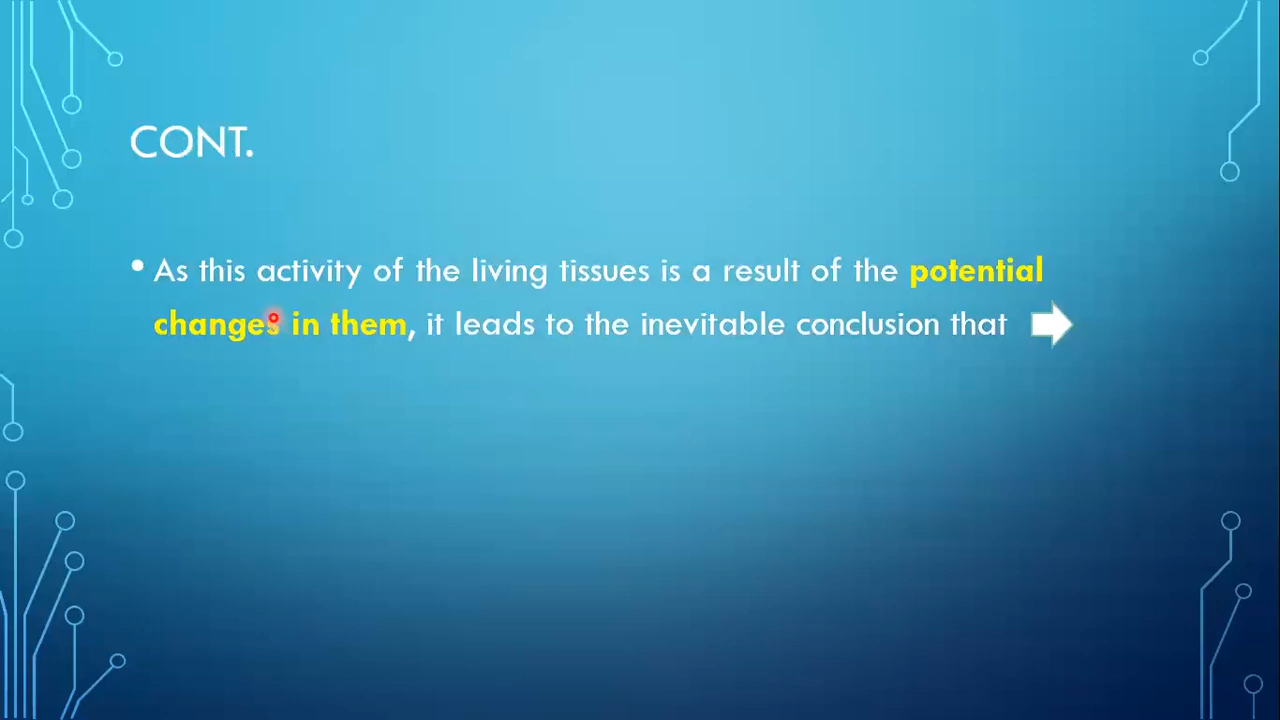 CONT.
• As this activity of the living tissues is a result of the potential
changes in them, it leads to the inevitable conclusion that